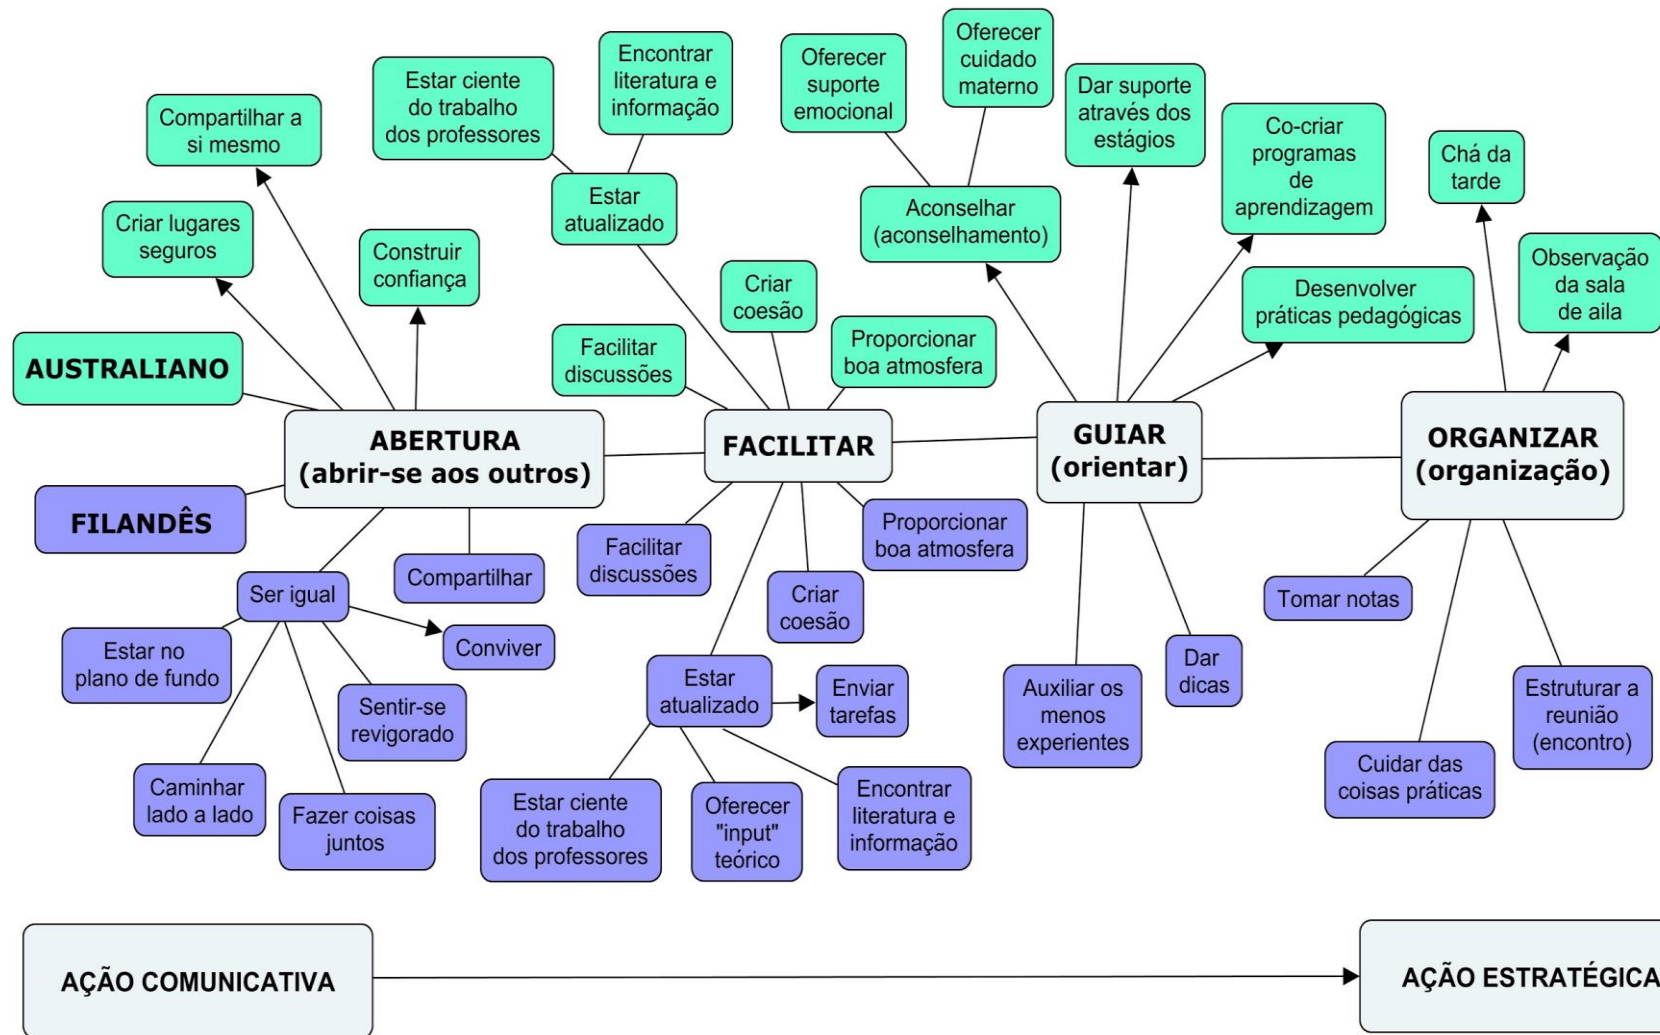 Compartilhar a
si mesmo
Estar ciente
do trabalho
dos professores
Encontrar
literatura e
informação
Oferecer
suporte
emocional
Oferecer
cuidado
materno
Dar suporte
através dos
estágios
Co-criar
programas
de
aprendizagem
Chá da
tarde
Criar lugares
seguros
Construir
confiança
Estar
atualizado
Aconselhar
(aconselhamento)
Observação
da sala
de aila
Criar
coesão
Desenvolver
práticas pedagógicas
Facilitar
discussões
Proporcionar
boa atmosfera
AUSTRALIANO
ABERTURA
(abrir-se aos outros)
FACILITAR
GUIAR
(orientar)
ORGANIZAR
(organização)
FILANDÊS
Ser igual
Compartilhar
Facilitar
discussões
Criar
coesão
Proporcionar
boa atmosfera
Tomar notas
Estar no
plano de fundo
Conviver
Sentir-se
revigorado
Estar
atualizado
Enviar
tarefas
Auxiliar os
menos
experientes
Dar
dicas
Estruturar a
reunião
(encontro)
Caminhar
lado a lado
Fazer coisas
juntos
Estar ciente
do trabalho
dos professores
Oferecer
"input"
teórico
Encontrar
literatura e
informação
Cuidar das
coisas práticas
AÇÃO COMUNICATIVA
AÇÃO ESTRATÉGICA